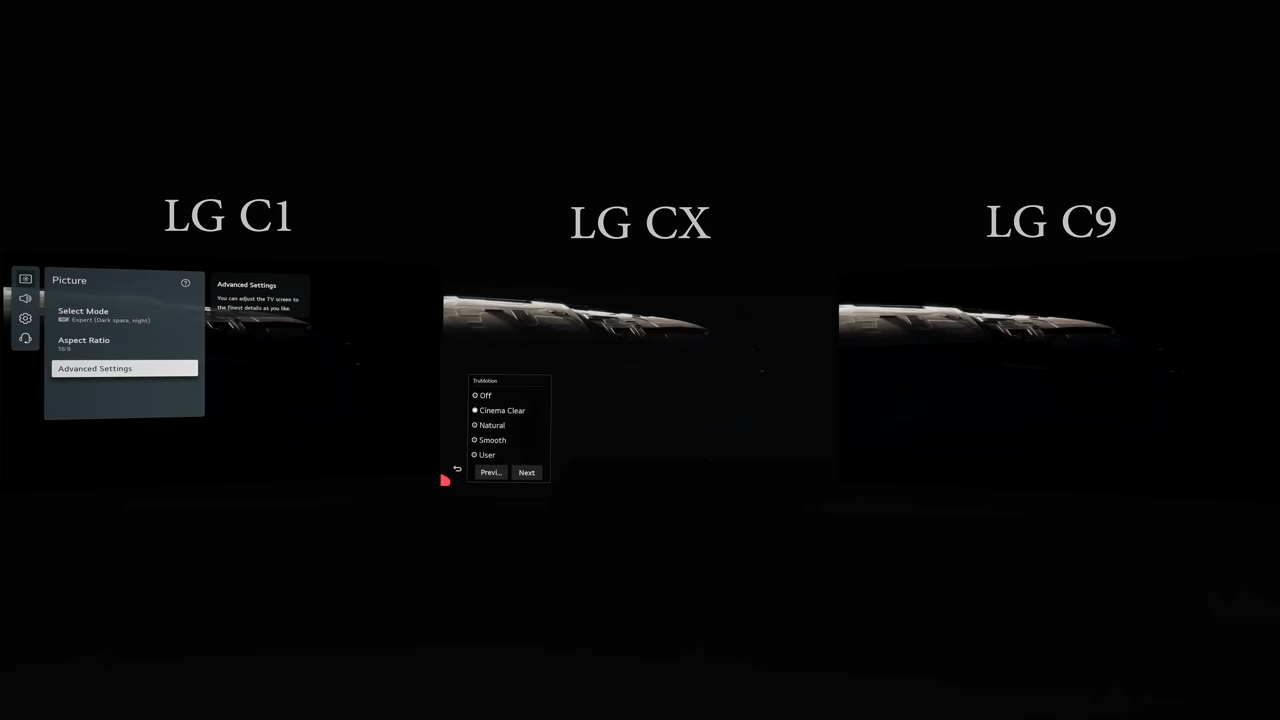 LG C1
LG CX
LG C9
Picture
Select Mode
Expert (Dark space, night)
Aspect Ratio
16:9
Advanced Settings
Advanced Settings
You can adjust the TV screen to
the finest details as you like.
TruMotion
Off
Cinema Clear
Natural
Smooth
User
Previ...
Next